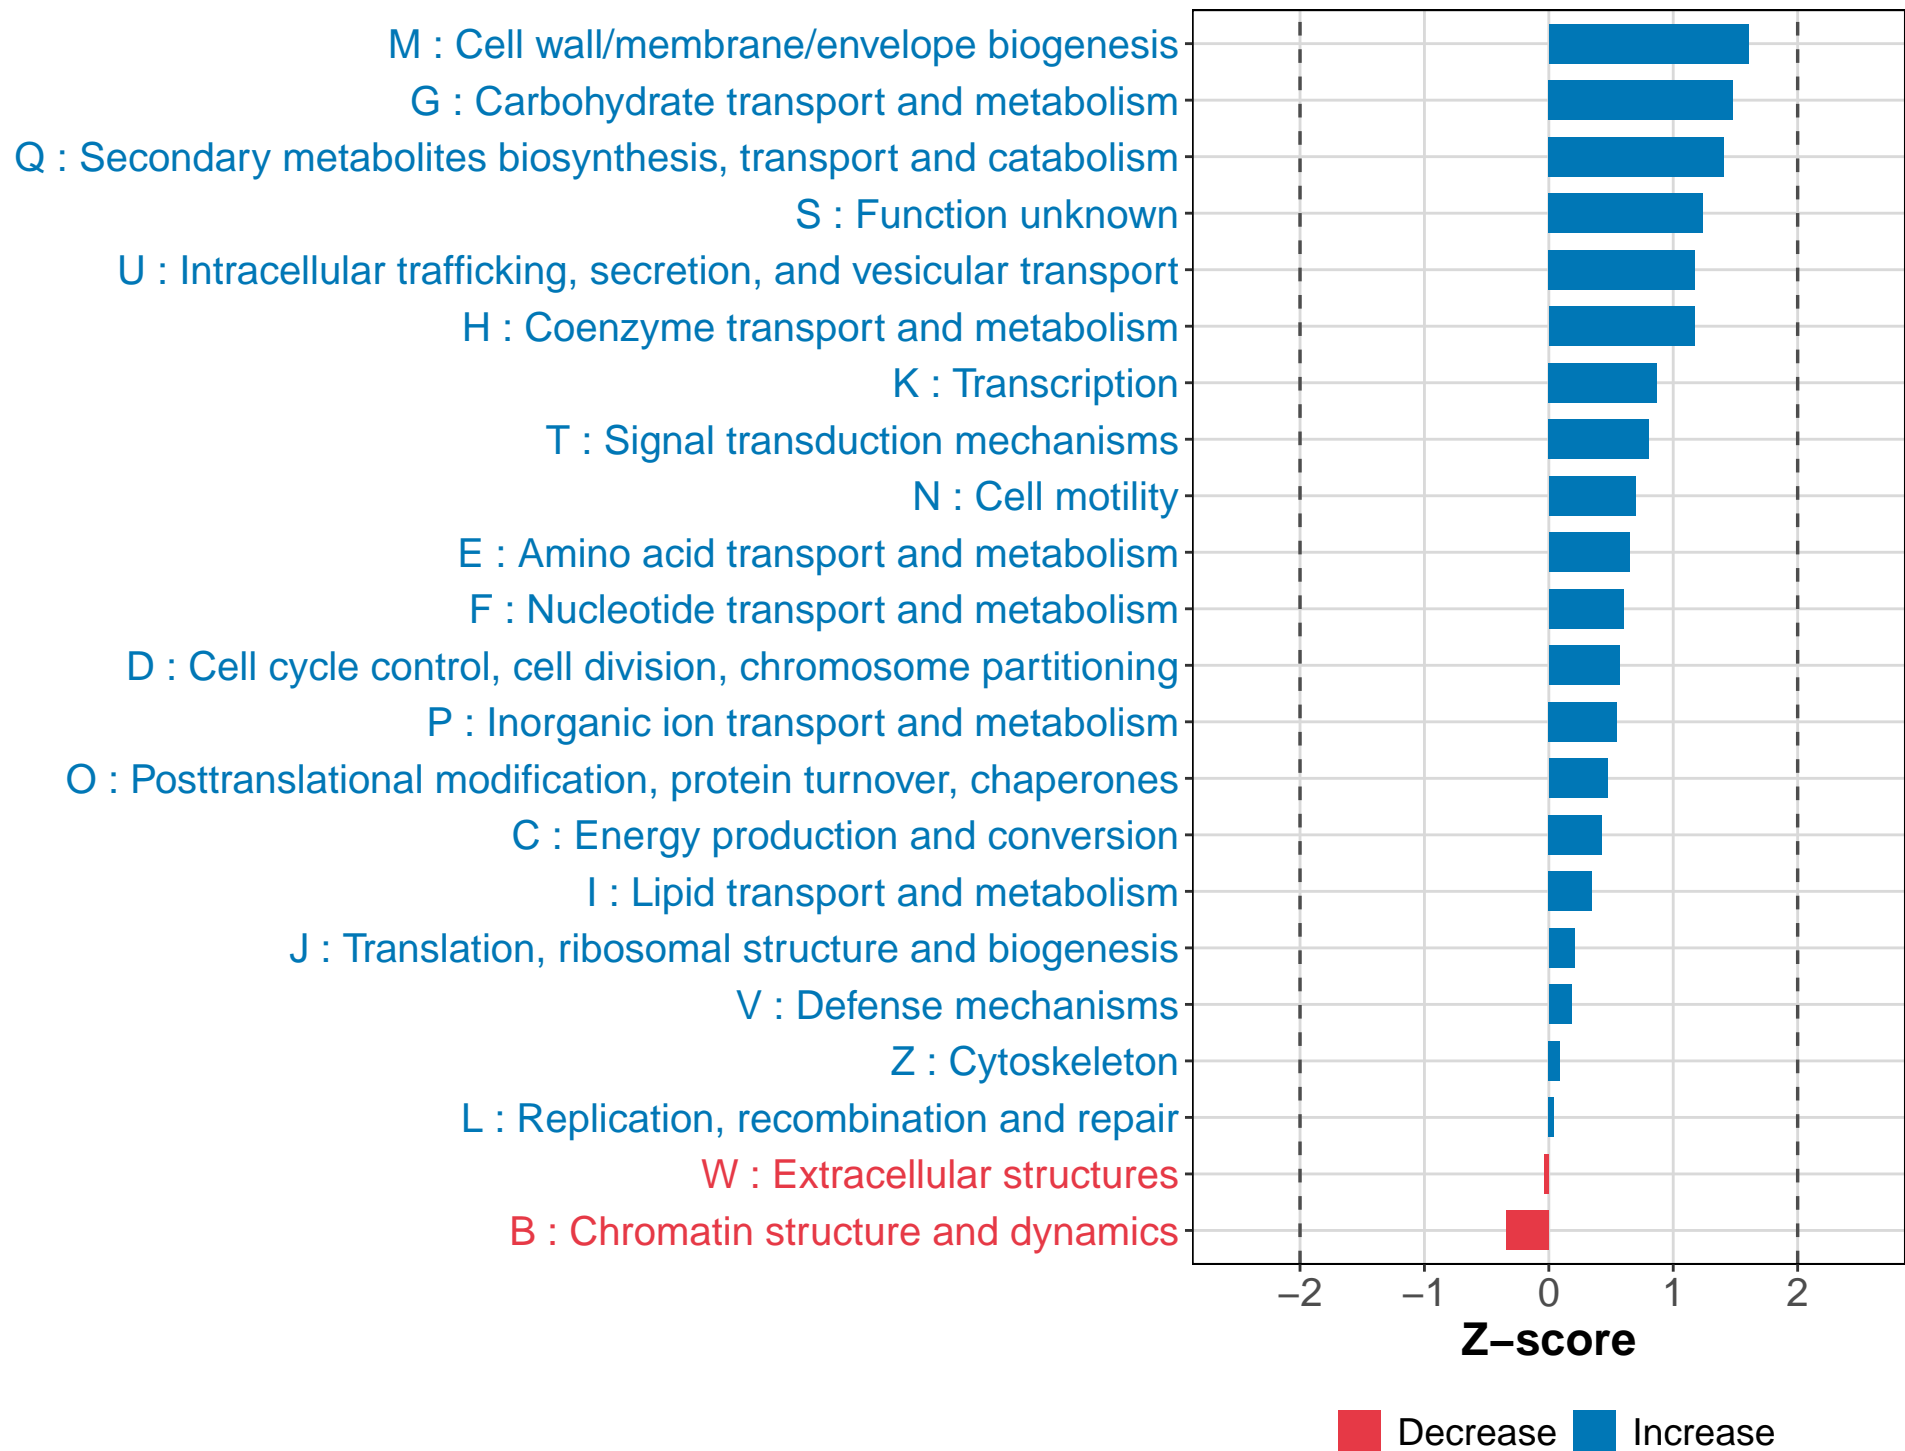 M : Cell wall/membrane/envelope biogenesis
G : Carbohydrate transport and metabolism
Q : Secondary metabolites biosynthesis, transport and catabolism
S : Function unknown
U : Intracellular trafficking, secretion, and vesicular transport
H : Coenzyme transport and metabolism
K : Transcription
T : Signal transduction mechanisms
N : Cell motility
E : Amino acid transport and metabolism
F : Nucleotide transport and metabolism
D : Cell cycle control, cell division, chromosome partitioning
P : Inorganic ion transport and metabolism
O : Posttranslational modification, protein turnover, chaperones
C : Energy production and conversion
I : Lipid transport and metabolism
J : Translation, ribosomal structure and biogenesis
V : Defense mechanisms
Z : Cytoskeleton
L : Replication, recombination and repair
W : Extracellular structures
B : Chromatin structure and dynamics
−2 −1 0 1 2
Z−score
Decrease Increase